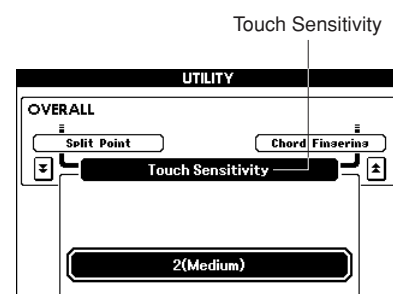 Touch Sensitivity
UTILITY
OVERALL
Split Point
Chord Fingering
Touch Sensitivity
2(Medium)